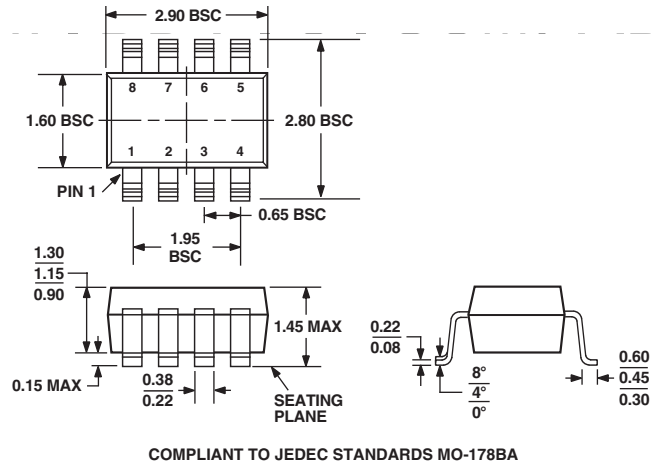 2.90 BSC
8 7 6 5
1.60 BSC
2.80 BSC
1 2 3 4
PIN 1
0.65 BSC
1.95
BSC
1.30
1.15
0.90
1.45 MAX
0.15 MAX
0.38
0.22
SEATING
PLANE
0.22
0.08
8°
4°
0°
0.60
0.45
0.30
COMPLIANT TO JEDEC STANDARDS MO-178BA